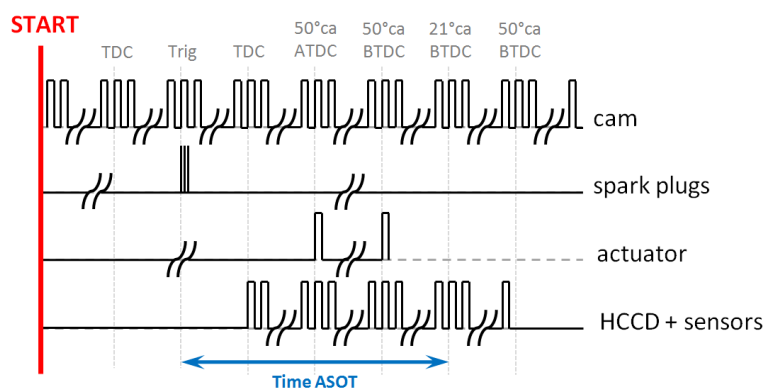 START
50°ca 50°ca 21°ca 50°ca
TDC Trig TDC ATDC BTDC BTDC BTDC
cam
spark plugs
actuator
HCCD + sensors
Time ASOT